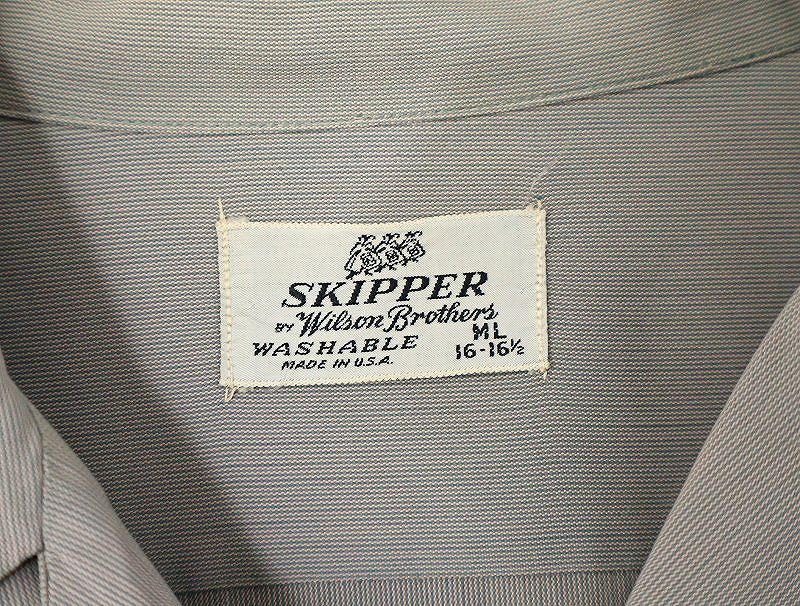 SKIPPER
BY Wilson Brothers
WASHABLE
ML
MADE IN U.S.A.
16-16½